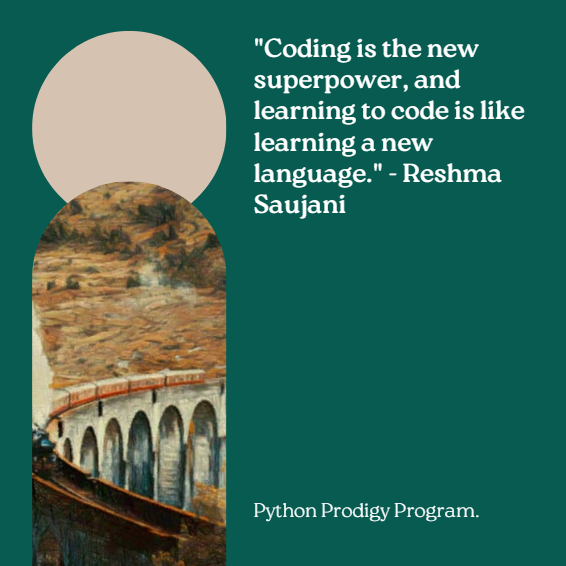 "Coding is the new
superpower, and
learning to code is like
learning a new
language." - Reshma
Saujani
Python Prodigy Program.